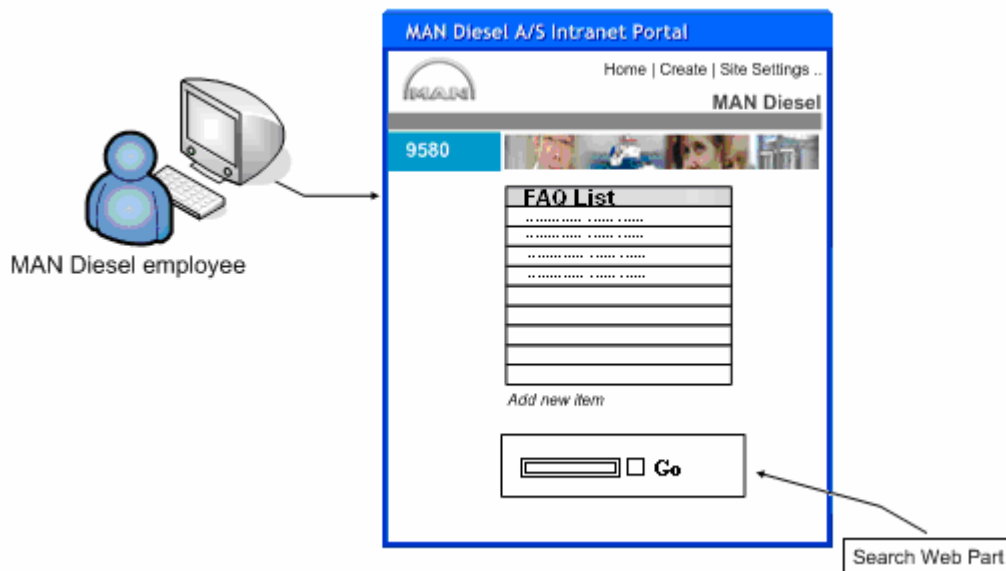 MAN Diesel A/S Intranet Portal
MAN
Home | Create | Site Settings ..
MAN Diesel
9580
FAQ List
MAN Diesel employee
Add new item
Go
Search Web Part